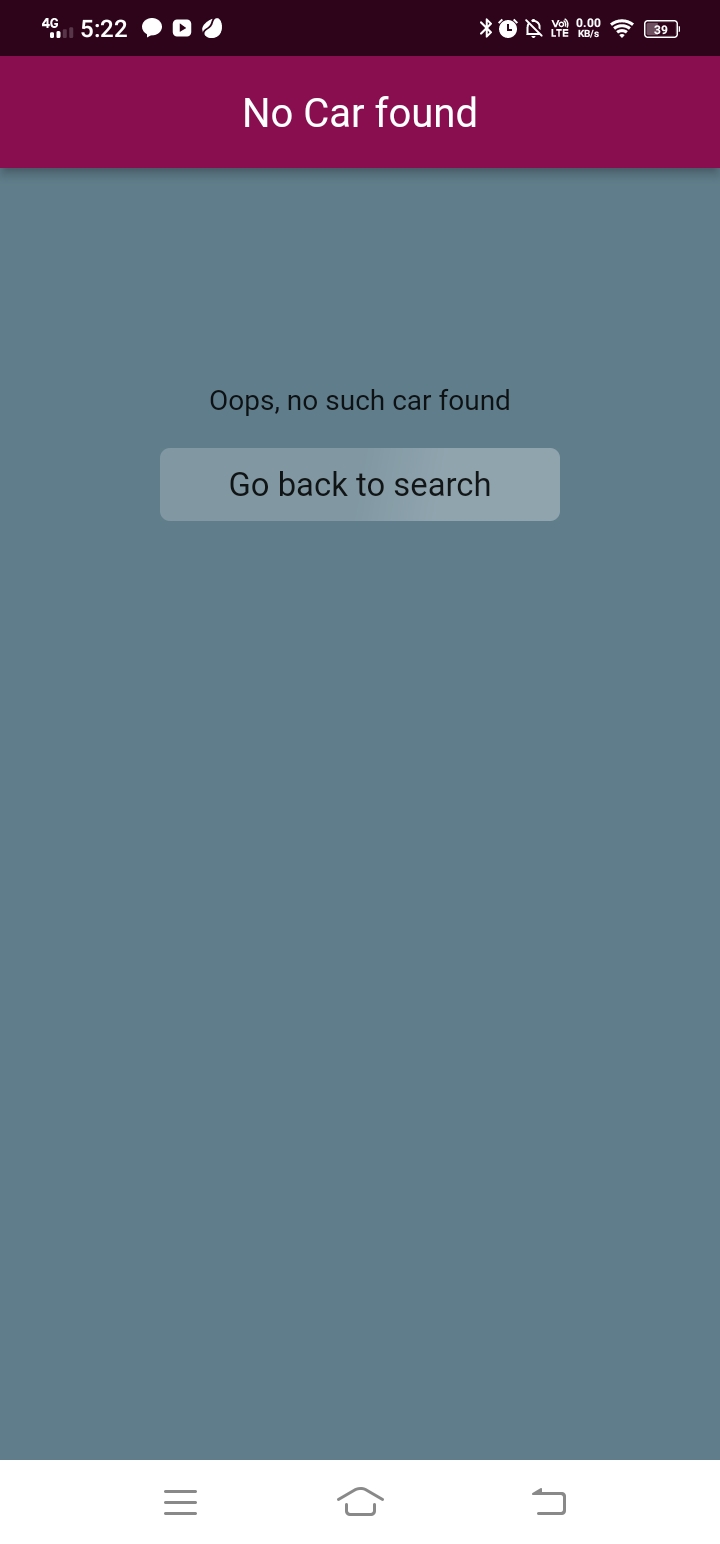 4G 5:22 Vo) LTE 0.00 KB/s 39
No Car found
Oops, no such car found
Go back to search